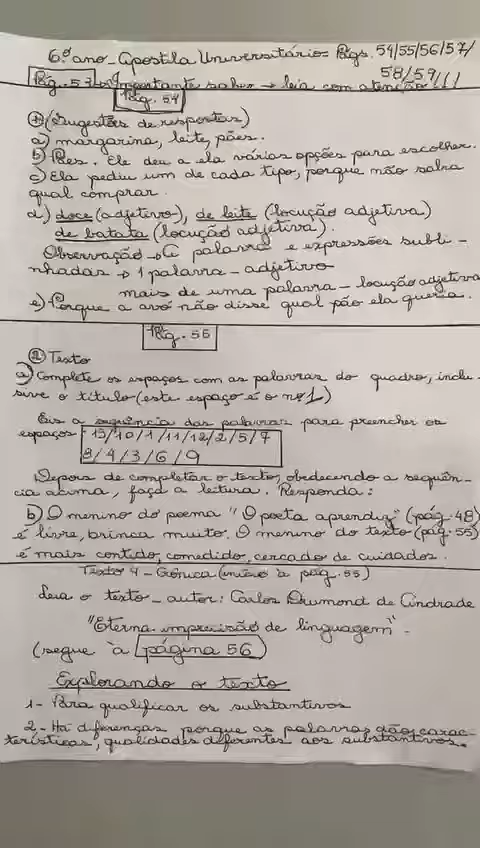 6º ano - Apostila Universitário - Págs. 54/55/56/57/
58/59///
Pág. 57 Importante saber → leia com atenção
Pág. 54
(Sugestões de respostas)
a) margarina, leite, pães.
b) Pães. Ele deu a ela várias opções para escolher.
c) Ela pediu um de cada tipo, porque não sabia
qual comprar.
d) doce (adjetivo), de leite (locução adjetiva)
de batata (locução adjetiva).
Observação → A palavra e expressões subli-
nhadas → 1 palavra - adjetivo
mais de uma palavra - locução adjetiva
e) Porque a avó não disse qual pão ela queria.
Pág. 55
② Texto
a) Complete os espaços com as palavras do quadro, inclu-
sive o título (este espaço é o nº 1)
Eis a sequência das palavras para preencher os
espaços 13/10/1/11/12/2/5/7
8/4/3/6/9
Depois de completar o texto, obedecendo a sequên-
cia acima, faça a leitura. Responda:
b) O menino do poema "O poeta aprendiz" (pág. 48)
é livre, brinca muito. O menino do texto (pág. 55)
é mais contido, comedido, cercado de cuidados.
Texto 4 - Crônica (início à pág. 55)
Leia o texto - autor: Carlos Drumond de Andrade
"Eterna imprecisão de linguagem" -
(segue à página 56)
Explorando o texto
1- Para qualificar os substantivos
2- Há diferenças, porque as palavras dão carac-
terísticas, qualidades diferentes aos substantivos.